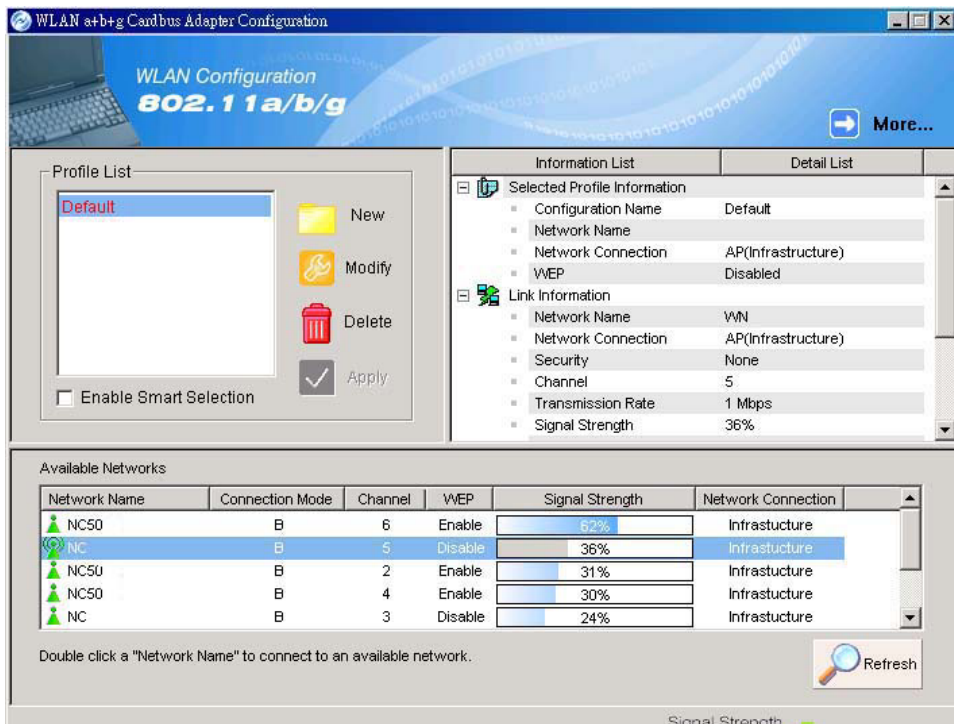 WLAN a+b+g Cardbus Adapter Configuration
WLAN Configuration
802.11a/b/g
More...
Profile List
Default
New
Modify
Delete
Apply
Enable Smart Selection
Information List Detail List
Selected Profile Information
Configuration Name Default
Network Name
Network Connection AP(Infrastructure)
WEP Disabled
Link Information
Network Name WN
Network Connection AP(Infrastructure)
Security None
Channel 5
Transmission Rate 1 Mbps
Signal Strength 36%
Available Networks
Network Name Connection Mode Channel WEP Signal Strength Network Connection
NC50 B 6 Enable 62% Infrastucture
NC B 5 Disable 36% Infrastucture
NC50 B 2 Enable 31% Infrastucture
NC50 B 4 Enable 30% Infrastucture
NC B 3 Disable 24% Infrastucture
Double click a "Network Name" to connect to an available network.
Refresh
Signal Strength